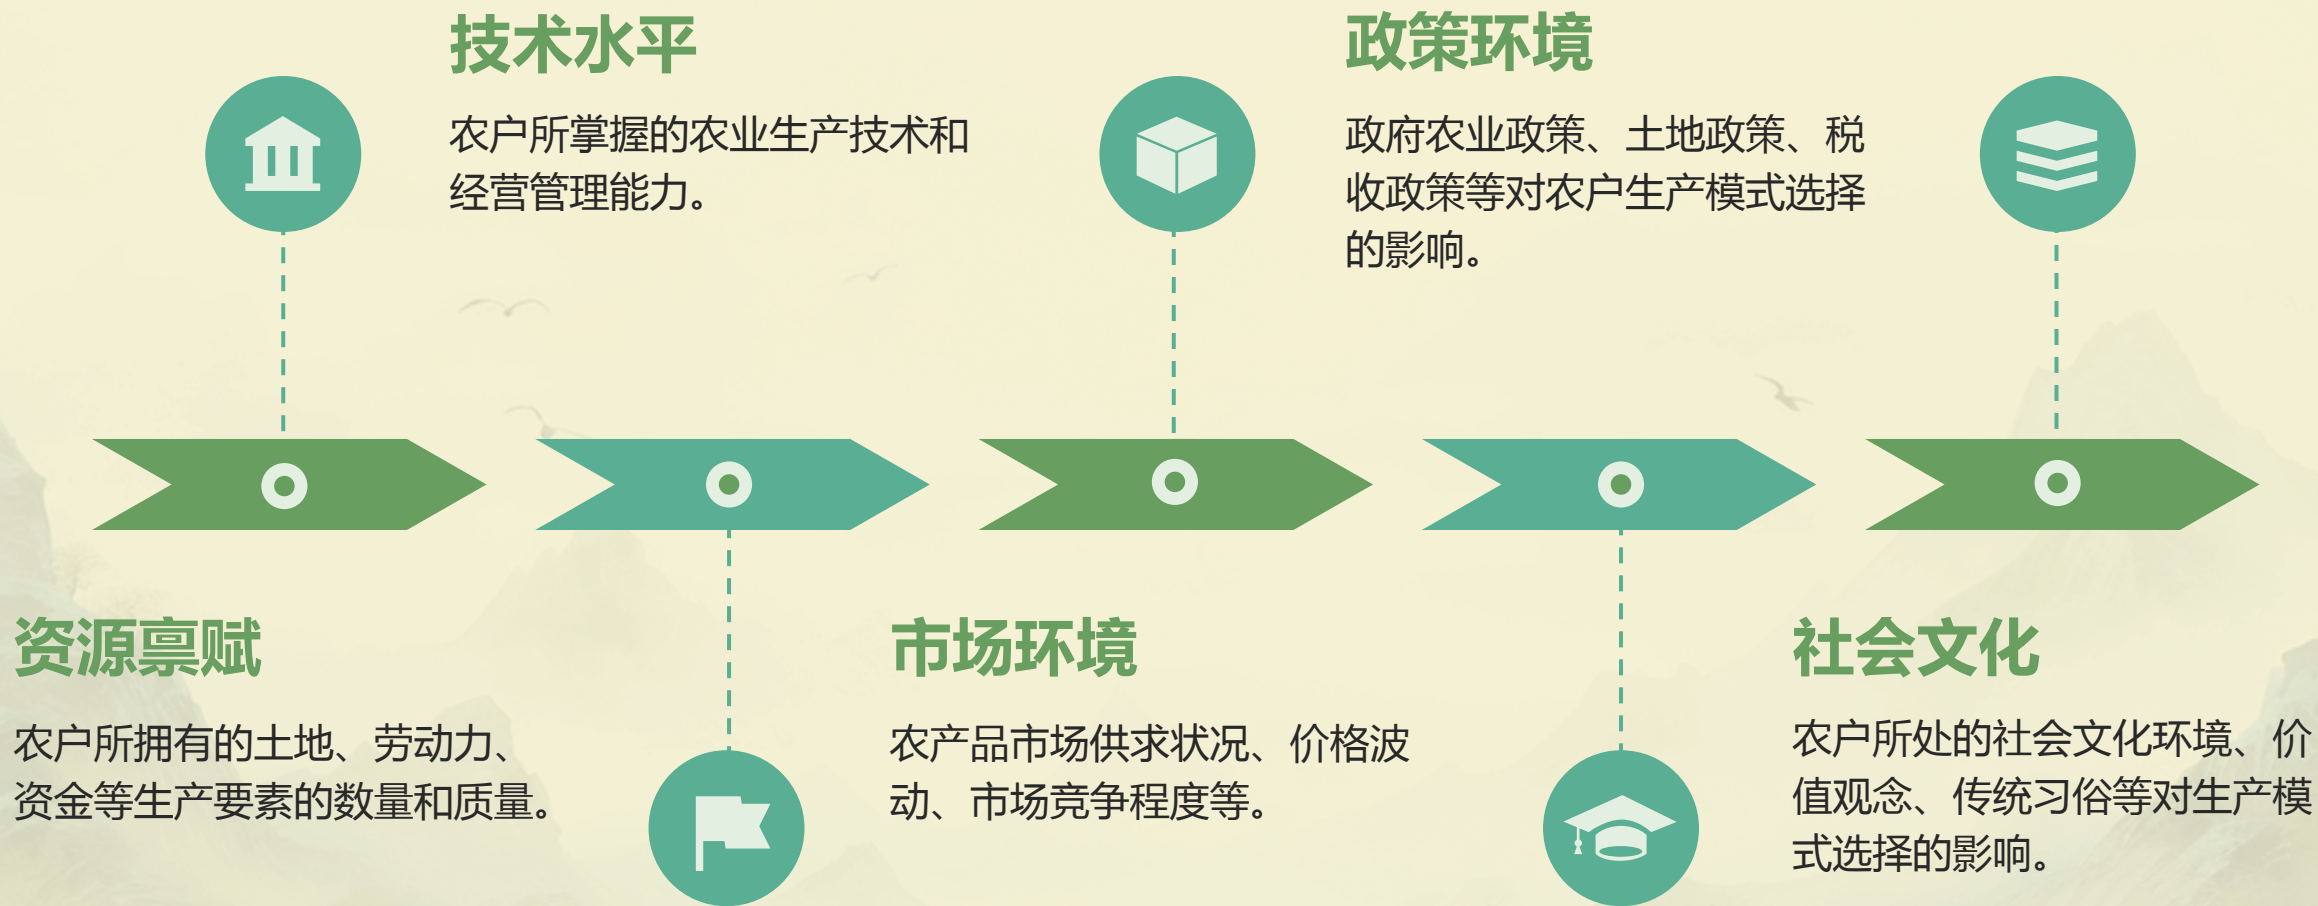 技术水平
农户所掌握的农业生产技术和
经营管理能力。
政策环境
政府农业政策、土地政策、税
收政策等对农户生产模式选择
的影响。
资源禀赋
农户所拥有的土地、劳动力、
资金等生产要素的数量和质量。
市场环境
农产品市场供求状况、价格波
动、市场竞争程度等。
社会文化
农户所处的社会文化环境、价
值观念、传统习俗等对生产模
式选择的影响。